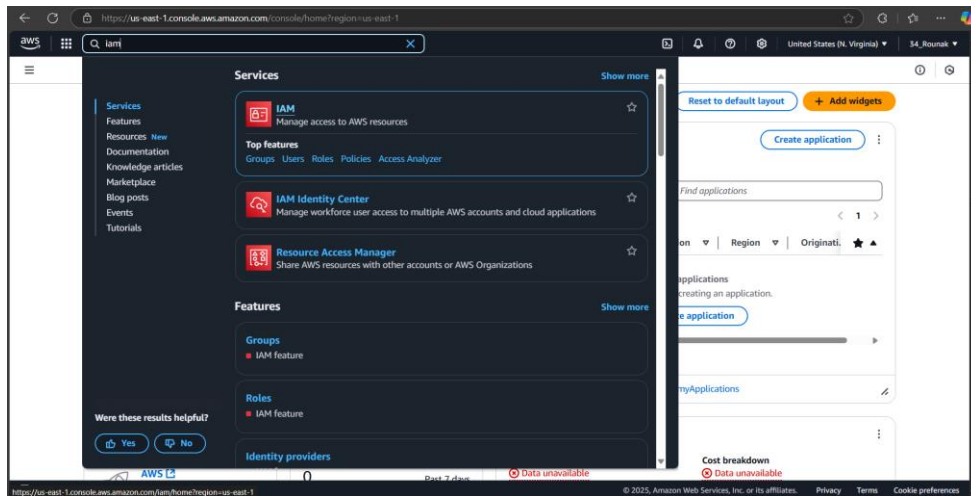 https://us-east-1.console.aws.amazon.com/console/home?region=us-east-1
aws
iam
United States (N. Virginia)
34_Rounak
Services
Features
Resources New
Documentation
Knowledge articles
Marketplace
Blog posts
Events
Tutorials
Were these results helpful?
Yes
No
Services
Show more
IAM
Manage access to AWS resources
Top features
Groups Users Roles Policies Access Analyzer
IAM Identity Center
Manage workforce user access to multiple AWS accounts and cloud applications
Resource Access Manager
Share AWS resources with other accounts or AWS Organizations
Features
Show more
Groups
IAM feature
Roles
IAM feature
Identity providers
Reset to default layout
+ Add widgets
Create application
Find applications
1
on
Region
Originati.
applications
creating an application.
e application
myApplications
Cost breakdown
Data unavailable
AWS
0
Past 7 days
Data unavailable
https://us-east-1.console.aws.amazon.com/iam/home?region=us-east-1
© 2025, Amazon Web Services, Inc. or its affiliates.
Privacy
Terms
Cookie preferences